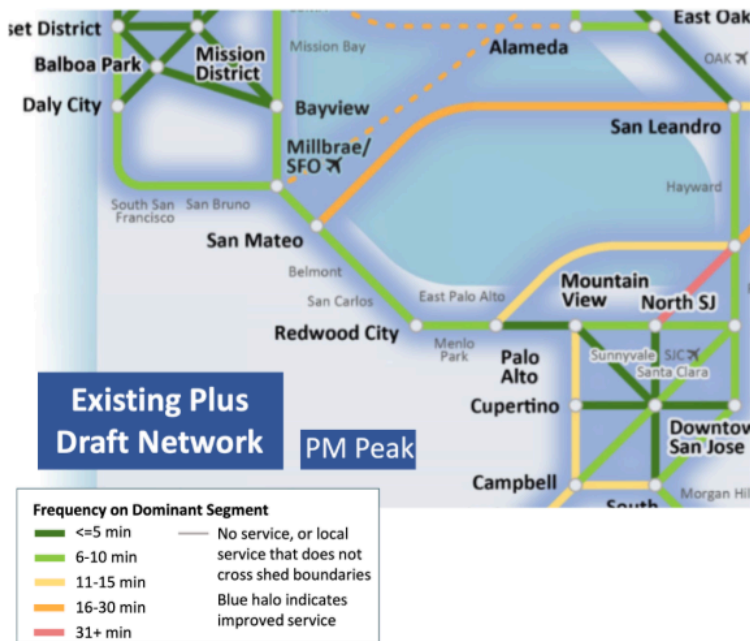 set District
Mission Bay
Alameda
East Oak
OAK
Balboa Park
Mission
District
Daly City
Bayview
San Leandro
Millbrae/
SFO
Hayward
South San
Francisco
San Bruno
San Mateo
Belmont
San Carlos
East Palo Alto
Mountain
View
North SJ
Redwood City
Menlo
Park
Sunnyvale
SJC
Santa Clara
Palo
Alto
Cupertino
Existing Plus
Draft Network
PM Peak
Downtow
San Jose
Campbell
South
Morgan Hil
Frequency on Dominant Segment
<=5 min
6-10 min
11-15 min
16-30 min
31+ min
No service, or local
service that does not
cross shed boundaries
Blue halo indicates
improved service